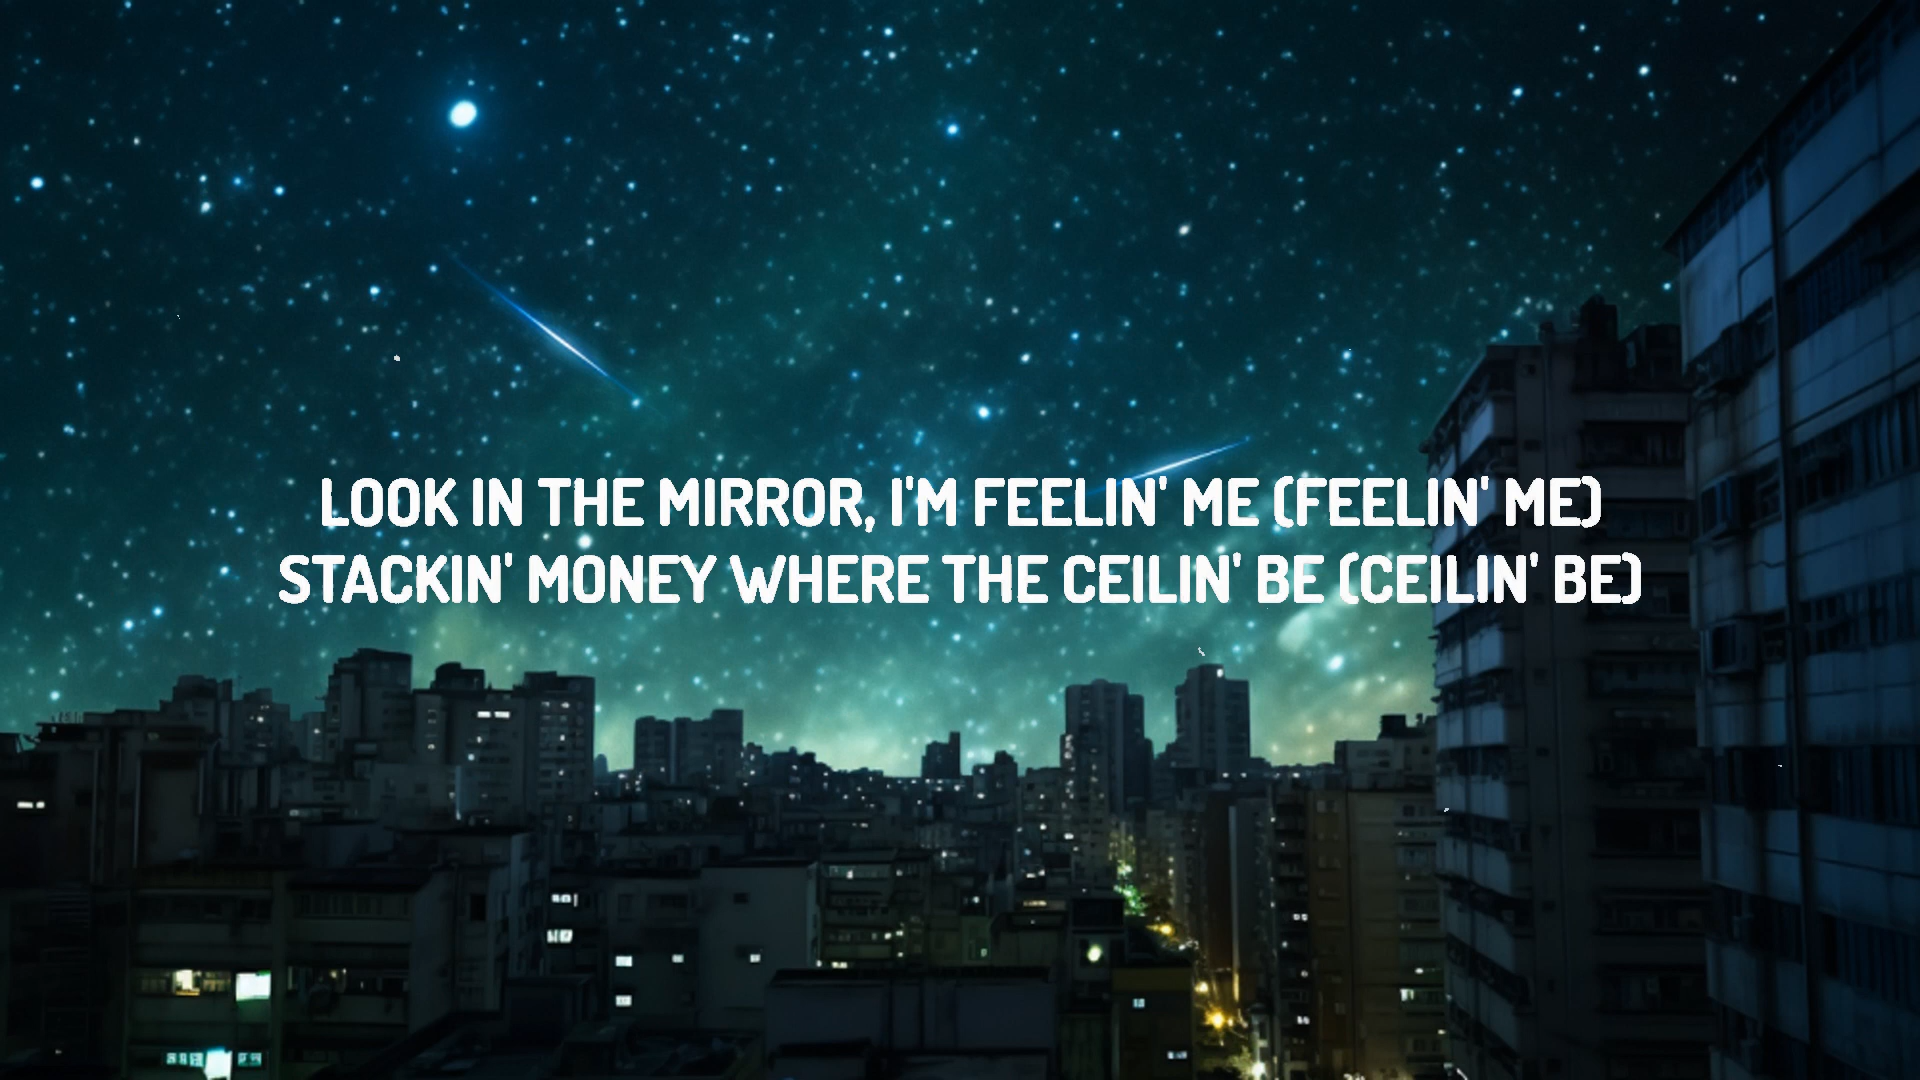 LOOK IN THE MIRROR, I'M FEELIN' ME (FEELIN' ME)
STACKIN' MONEY WHERE THE CEILIN' BE (CEILIN' BE)